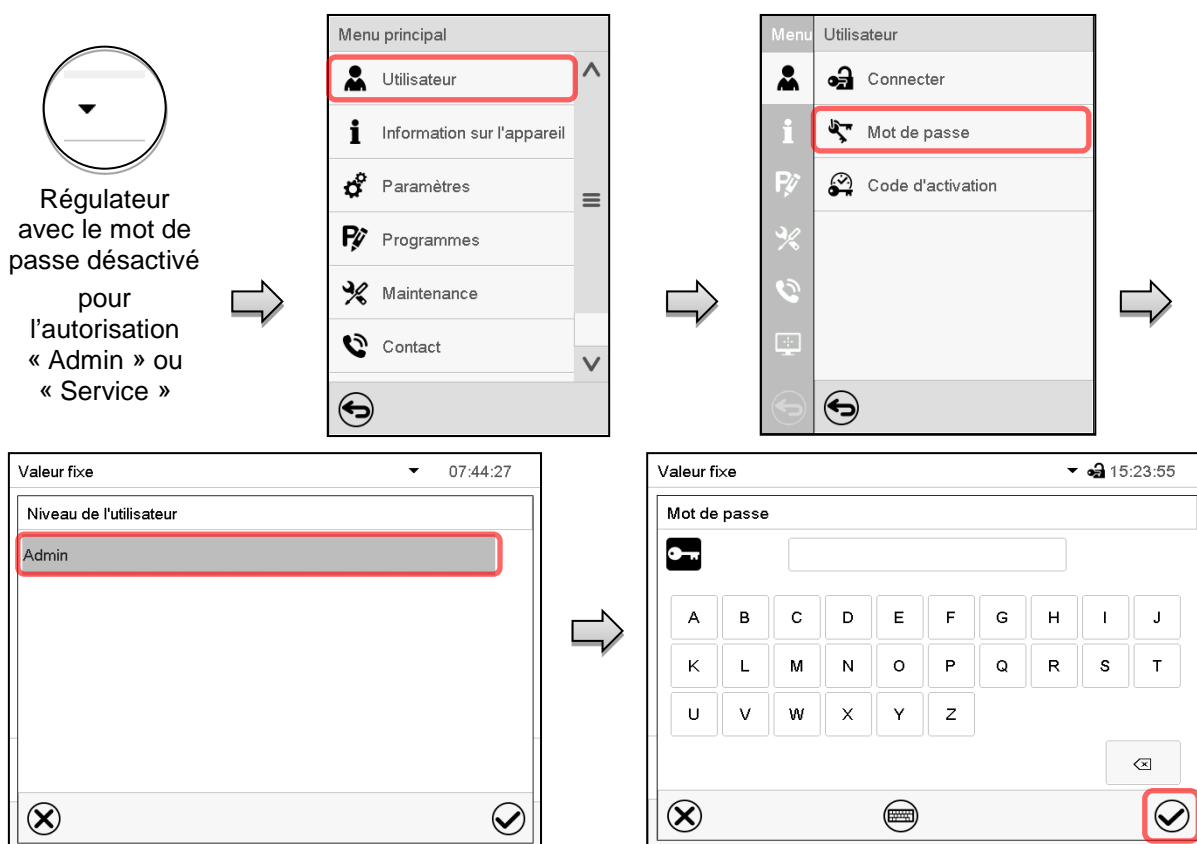 Régulateur
avec le mot de
passe désactivé
pour
l’autorisation
« Admin » ou
« Service »
Menu principal
Utilisateur
Information sur l'appareil
Paramètres
Programmes
Maintenance
Contact
Menu
Utilisateur
Connecter
Mot de passe
Code d'activation
Valeur fixe
07:44:27
Niveau de l'utilisateur
Admin
Valeur fixe
15:23:55
Mot de passe
A B C D E F G H I J
K L M N O P Q R S T
U V W X Y Z